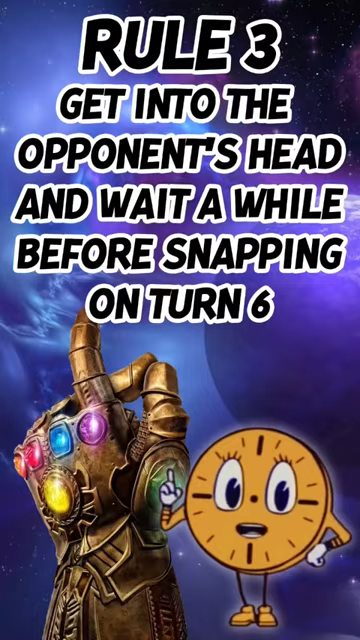 RULE 3
GET INTO THE
OPPONENT'S HEAD
AND WAIT A WHILE
BEFORE SNAPPING
ON TURN 6